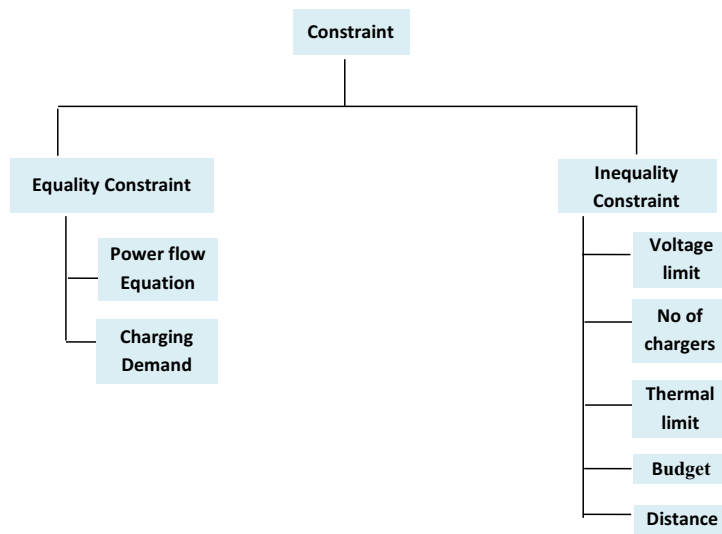 Constraint
Equality Constraint
Power flow
Equation
Charging
Demand
Inequality
Constraint
Voltage
limit
No of
chargers
Thermal
limit
Budget
Distance